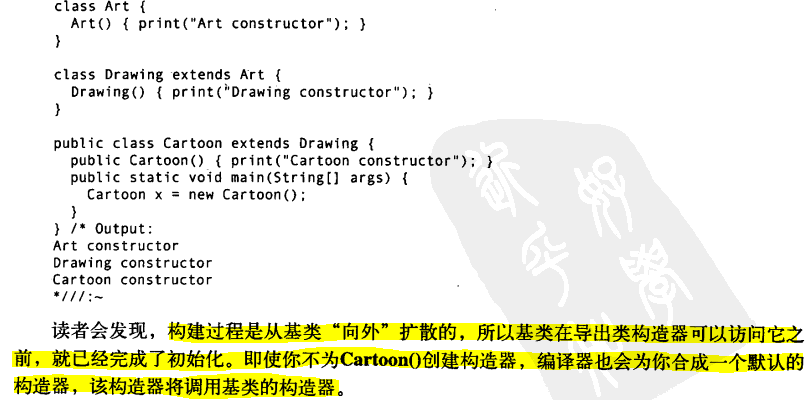 class Art {
Art() { print("Art constructor"); }
}
class Drawing extends Art {
Drawing() { print("Drawing constructor"); }
}
public class Cartoon extends Drawing {
public Cartoon() { print("Cartoon constructor"); }
public static void main(String[] args) {
Cartoon x = new Cartoon();
}
} /* Output:
Art constructor
Drawing constructor
Cartoon constructor
*///:~
读者会发现，构建过程是从基类“向外”扩散的，所以基类在导出类构造器可以访问它之
前，就已经完成了初始化。即使你不为Cartoon()创建构造器，编译器也会为你合成一个默认的
构造器，该构造器将调用基类的构造器。